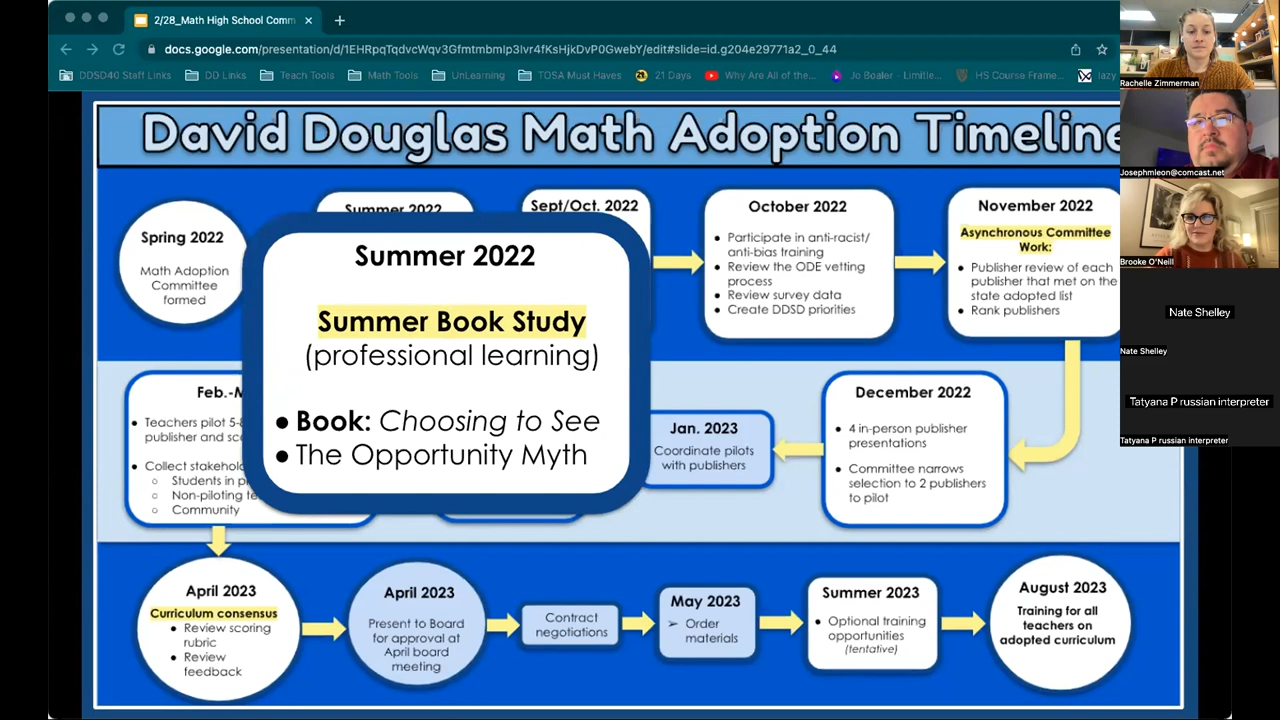 2/28_Math High School Comm
docs.google.com/presentation/d/1EHRpqTqdvcWqv3Gfmtmbmlp3lvr4fKsHjkDvP0GwebY/edit#slide=id.g204e29771a2_0_44
DDSD40 Staff Links
DD Links
Teach Tools
Math Tools
UnLearning
TOSA Must Haves
21 Days
Why Are All of the...
Jo Boaler - Limitle...
HS Course Frame...
lazy
David Douglas Math Adoption Timeline
Spring 2022
Math Adoption
Committee
formed
Summer 2022
Summer 2022
Summer Book Study
(professional learning)
● Book: Choosing to See
● The Opportunity Myth
Sept/Oct. 2022
October 2022
● Participate in anti-racist/
anti-bias training
● Review the ODE vetting
process
● Review survey data
● Create DDSD priorities
November 2022
Asynchronous Committee
Work:
● Publisher review of each
publisher that met on the
state adopted list
● Rank publishers
December 2022
● 4 in-person publisher
presentations
● Committee narrows
selection to 2 publishers
to pilot
Jan. 2023
Coordinate pilots
with publishers
Feb.-M
● Teachers pilot 5-8
publisher and sc
● Collect stakehol
○ Students in pi
○ Non-piloting te
○ Community
April 2023
Curriculum consensus
● Review scoring
rubric
● Review
feedback
April 2023
Present to Board
for approval at
April board
meeting
Contract
negotiations
May 2023
➢ Order
materials
Summer 2023
● Optional training
opportunities
(tentative)
August 2023
Training for all
teachers on
adopted curriculum
Rachelle Zimmerman
Josephmleon@comcast.net
Brooke O'Neill
Nate Shelley
Nate Shelley
Tatyana P russian interpreter
Tatyana P russian interpreter